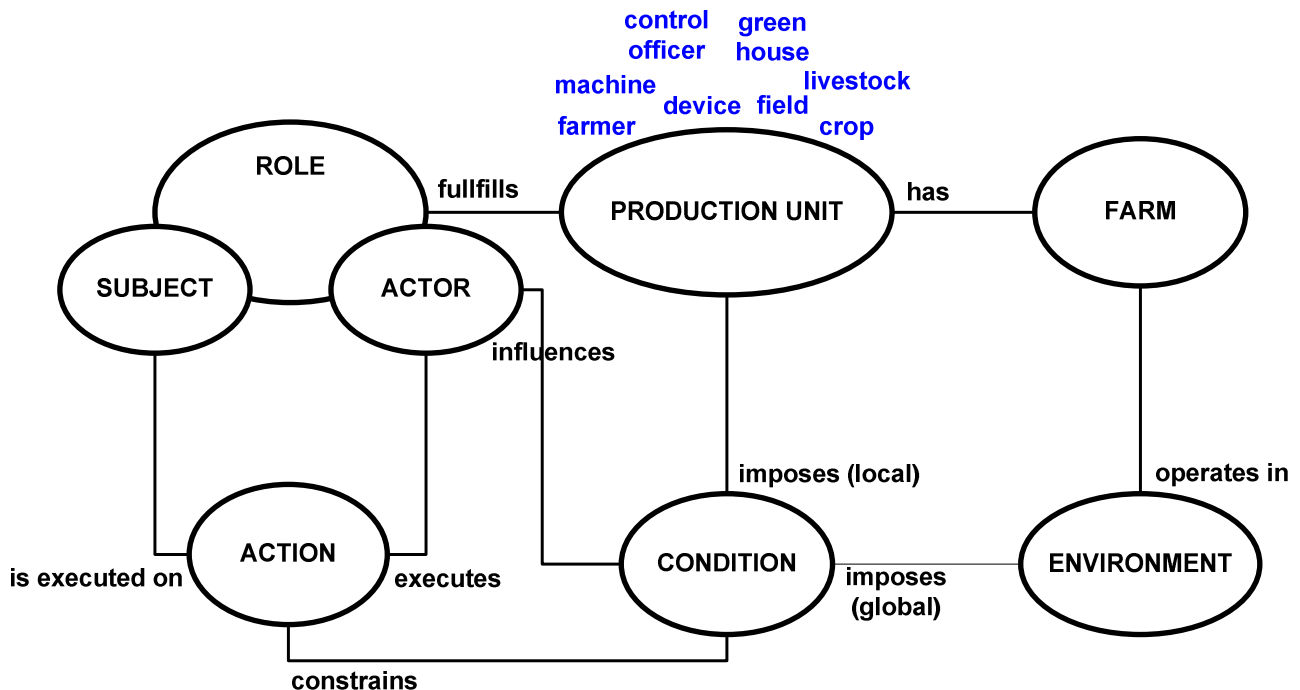 control
officer
green
house
machine
livestock
device
field
farmer
crop
ROLE
fullfills
PRODUCTION UNIT
has
FARM
SUBJECT
ACTOR
influences
imposes (local)
operates in
ACTION
CONDITION
ENVIRONMENT
is executed on
executes
imposes
(global)
constrains